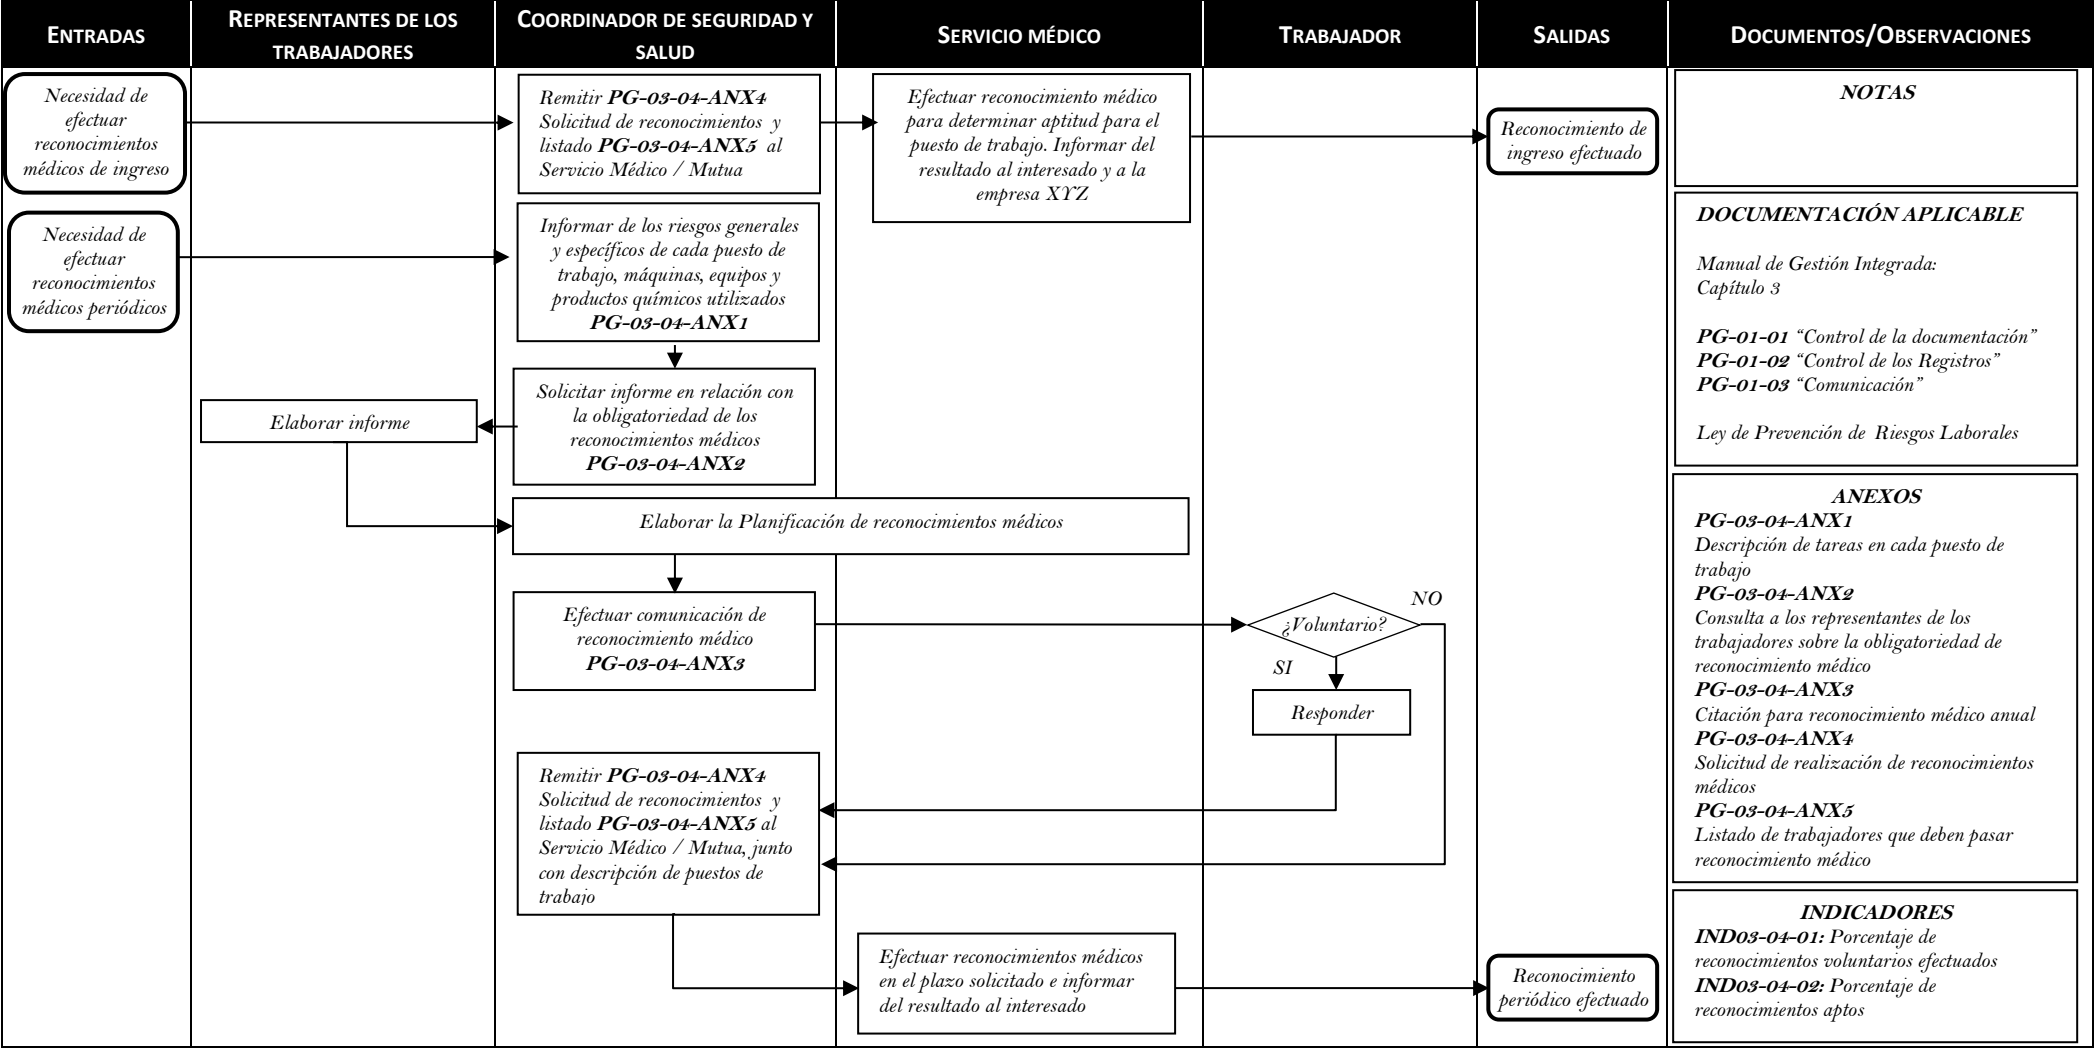 ENTRADAS
REPRESENTANTES DE LOS
TRABAJADORES
COORDINADOR DE SEGURIDAD Y
SALUD
SERVICIO MÉDICO
TRABAJADOR
SALIDAS
DOCUMENTOS/OBSERVACIONES
Necesidad de
efectuar
reconocimientos
médicos de ingreso
Remitir PG-03-04-ANX4
Solicitud de reconocimientos y
listado PG-03-04-ANX5 al
Servicio Médico / Mutua
Efectuar reconocimiento médico
para determinar aptitud para el
puesto de trabajo. Informar del
resultado al interesado y a la
empresa XYZ
Reconocimiento de
ingreso efectuado
Necesidad de
efectuar
reconocimientos
médicos periódicos
Informar de los riesgos generales
y específicos de cada puesto de
trabajo, máquinas, equipos y
productos químicos utilizados
PG-03-04-ANX1
Solicitar informe en relación con
la obligatoriedad de los
reconocimientos médicos
PG-03-04-ANX2
Elaborar informe
Elaborar la Planificación de reconocimientos médicos
Efectuar comunicación de
reconocimiento médico
PG-03-04-ANX3
¿Voluntario?
NO
SI
Responder
Remitir PG-03-04-ANX4
Solicitud de reconocimientos y
listado PG-03-04-ANX5 al
Servicio Médico / Mutua, junto
con descripción de puestos de
trabajo
Efectuar reconocimientos médicos
en el plazo solicitado e informar
del resultado al interesado
Reconocimiento
periódico efectuado
NOTAS
DOCUMENTACIÓN APLICABLE
Manual de Gestión Integrada:
Capítulo 3
PG-01-01 “Control de la documentación”
PG-01-02 “Control de los Registros”
PG-01-03 “Comunicación”
Ley de Prevención de Riesgos Laborales
ANEXOS
PG-03-04-ANX1
Descripción de tareas en cada puesto de
trabajo
PG-03-04-ANX2
Consulta a los representantes de los
trabajadores sobre la obligatoriedad de
reconocimiento médico
PG-03-04-ANX3
Citación para reconocimiento médico anual
PG-03-04-ANX4
Solicitud de realización de reconocimientos
médicos
PG-03-04-ANX5
Listado de trabajadores que deben pasar
reconocimiento médico
INDICADORES
IND03-04-01: Porcentaje de
reconocimientos voluntarios efectuados
IND03-04-02: Porcentaje de
reconocimientos aptos